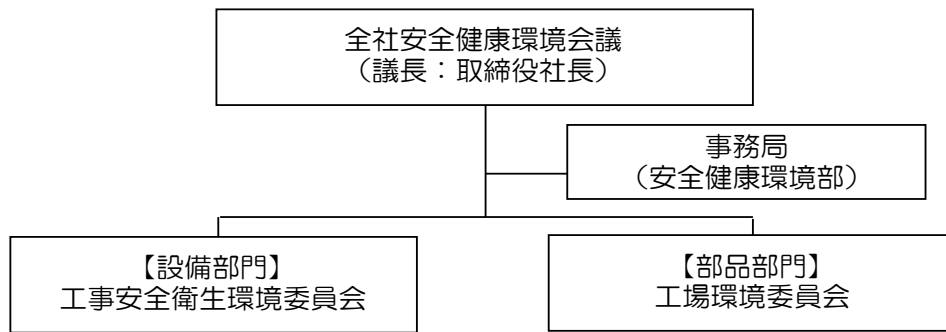 全社安全健康環境会議
（議長：取締役社長）
事務局
（安全健康環境部）
【設備部門】
工事安全衛生環境委員会
【部品部門】
工場環境委員会